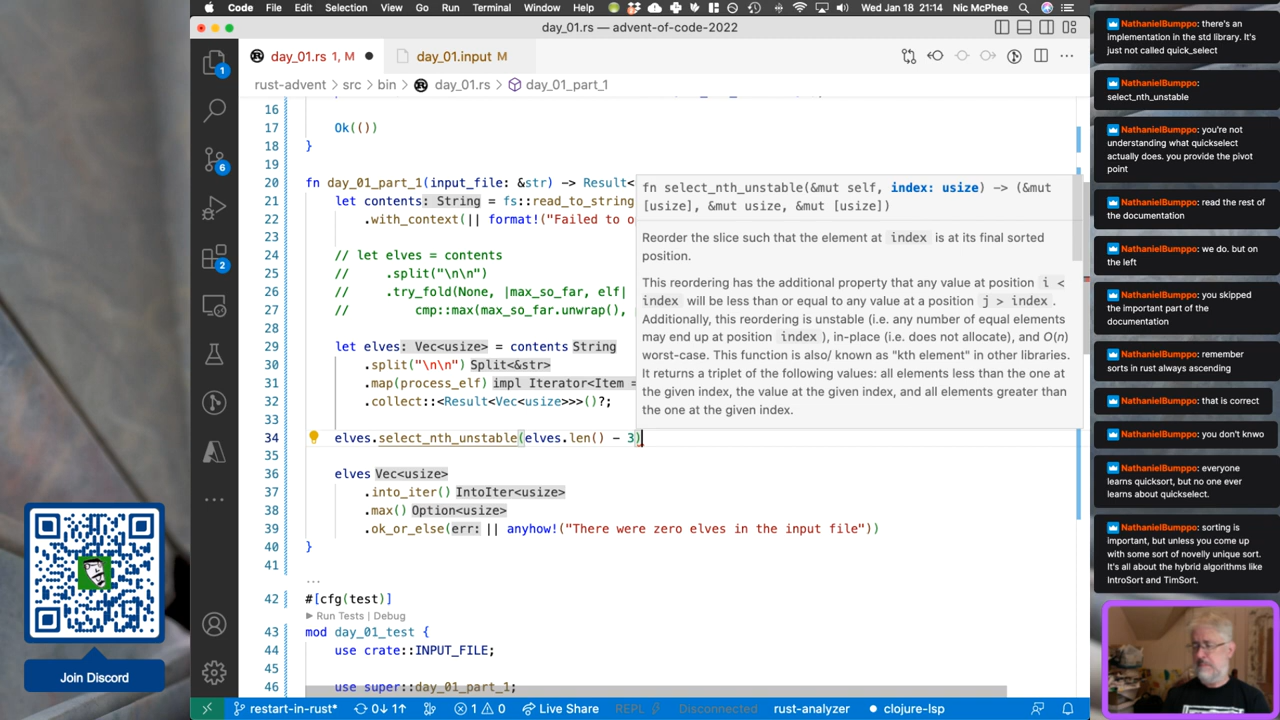 Code File Edit Selection View Go Run Terminal Window Help Wed Jan 18 21:14 Nic McPhee
day_01.rs — advent-of-code-2022
day_01.rs 1, M
day_01.input M
rust-advent > src > bin > day_01.rs > day_01_part_1
16
17 Ok(())
18 }
19
20 fn day_01_part_1(input_file: &str) -> Result<
21 let contents: String = fs::read_to_string
22 .with_context(|| format!("Failed to o
23
24 // let elves = contents
25 // .split("\n\n")
26 // .try_fold(None, |max_so_far, elf|
27 // cmp::max(max_so_far.unwrap(),
28
29 let elves: Vec<usize> = contents String
30 .split("\n\n") Split<&str>
31 .map(process_elf) impl Iterator<Item =
32 .collect::<Result<Vec<usize>>>()?;
33
34 elves.select_nth_unstable(elves.len() - 3)
35
36 elves Vec<usize>
37 .into_iter() IntoIter<usize>
38 .max() Option<usize>
39 .ok_or_else(err: || anyhow!("There were zero elves in the input file"))
40 }
41
...
42 #[cfg(test)]
▶ Run Tests | Debug
43 mod day_01_test {
44 use crate::INPUT_FILE;
45
46 use super::day_01_part_1;
fn select_nth_unstable(&mut self, index: usize) -> (&mut
[usize], &mut usize, &mut [usize])
Reorder the slice such that the element at index is at its final sorted
position.
This reordering has the additional property that any value at position i <
index will be less than or equal to any value at a position j > index.
Additionally, this reordering is unstable (i.e. any number of equal elements
may end up at position index), in-place (i.e. does not allocate), and O(n)
worst-case. This function is also/ known as "kth element" in other libraries.
It returns a triplet of the following values: all elements less than the one at
the given index, the value at the given index, and all elements greater than
the one at the given index.
1
6
2
restart-in-rust* 0↓ 1↑ 1 0 Live Share REPL Disconnected rust-analyzer clojure-lsp
Join Discord
NathanielBumppo: there's an
implementation in the std library. It's
just not called quick_select
NathanielBumppo:
select_nth_unstable
NathanielBumppo: you're not
understanding what quickselect
actually does. you provide the pivot
point
NathanielBumppo: read the rest of
the documentation
NathanielBumppo: we do. but on
the left
NathanielBumppo: you skipped
the important part of the
documentation
NathanielBumppo: remember
sorts in rust always ascending
NathanielBumppo: that is correct
NathanielBumppo: you don't knwo
NathanielBumppo: everyone
learns quicksort, but no one ever
learns about quickselect.
NathanielBumppo: sorting is
important, but unless you come up
with some sort of novelly unique sort.
It's all about the hybrid algorithms like
IntroSort and TimSort.